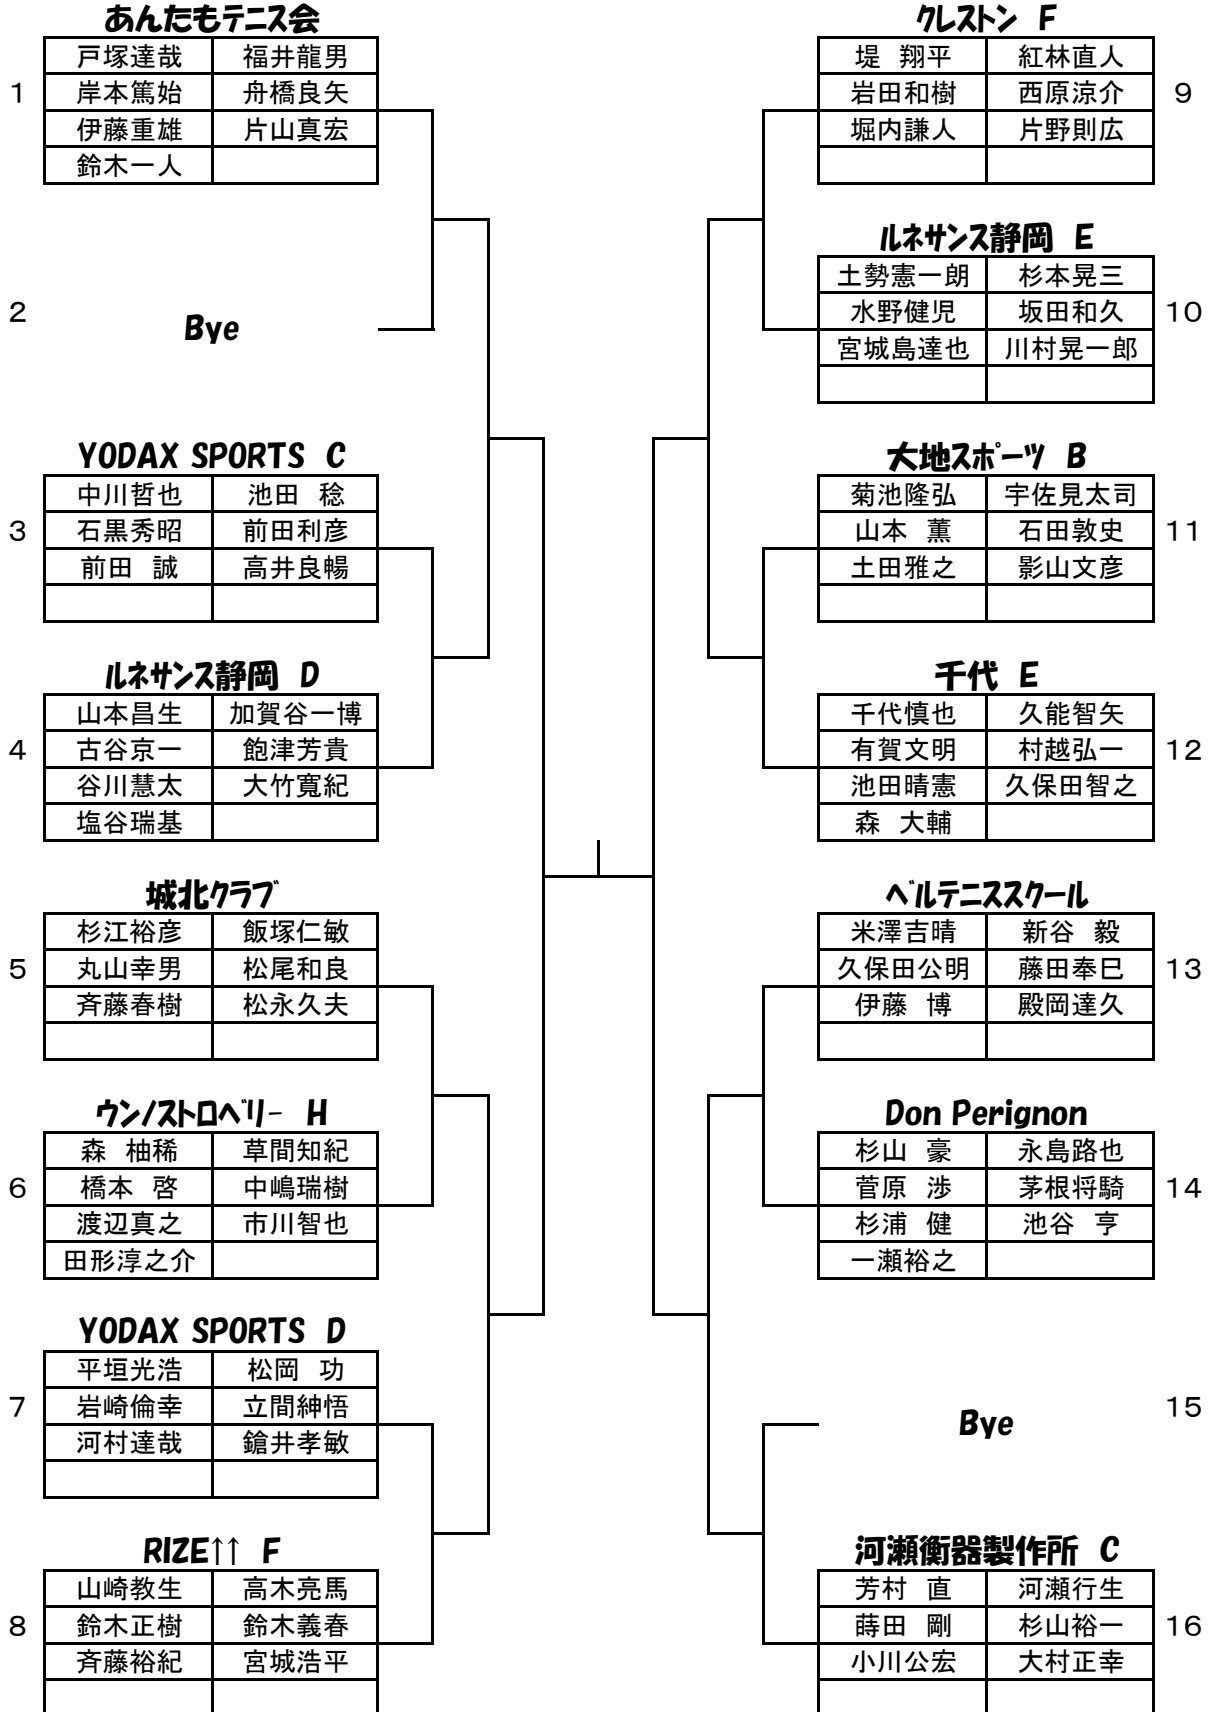 あんたもテニス会
1
戸塚達哉 福井龍男
岸本篤始 舟橋良矢
伊藤重雄 片山真宏
鈴木一人
2
Bye
YODAX SPORTS C
3
中川哲也 池田 稔
石黒秀昭 前田利彦
前田 誠 高井良暢
ルネサンス静岡 D
4
山本昌生 加賀谷一博
古谷京一 飽津芳貴
谷川慧太 大竹寛紀
塩谷瑞基
城北クラブ
5
杉江裕彦 飯塚仁敏
丸山幸男 松尾和良
斉藤春樹 松永久夫
ウンノストロベリー H
6
森 柚稀 草間知紀
橋本 啓 中嶋瑞樹
渡辺真之 市川智也
田形淳之介
YODAX SPORTS D
7
平垣光浩 松岡 功
岩崎倫幸 立間紳悟
河村達哉 鎗井孝敏
RIZE↑↑ F
8
山崎教生 高木亮馬
鈴木正樹 鈴木義春
斉藤裕紀 宮城浩平
クレストン F
9
堤 翔平 紅林直人
岩田和樹 西原涼介
堀内謙人 片野則広
ルネサンス静岡 E
10
土勢憲一朗 杉本晃三
水野健児 坂田和久
宮城島達也 川村晃一郎
大地スポーツ B
11
菊池隆弘 宇佐見太司
山本 薫 石田敦史
土田雅之 影山文彦
千代 E
12
千代慎也 久能智矢
有賀文明 村越弘一
池田晴憲 久保田智之
森 大輔
ベルテニススクール
13
米澤吉晴 新谷 毅
久保田公明 藤田奉巳
伊藤 博 殿岡達久
Don Perignon
14
杉山 豪 永島路也
菅原 渉 茅根将騎
杉浦 健 池谷 亨
一瀬裕之
15
Bye
河瀬衡器製作所 C
16
芳村 直 河瀬行生
蒔田 剛 杉山裕一
小川公宏 大村正幸